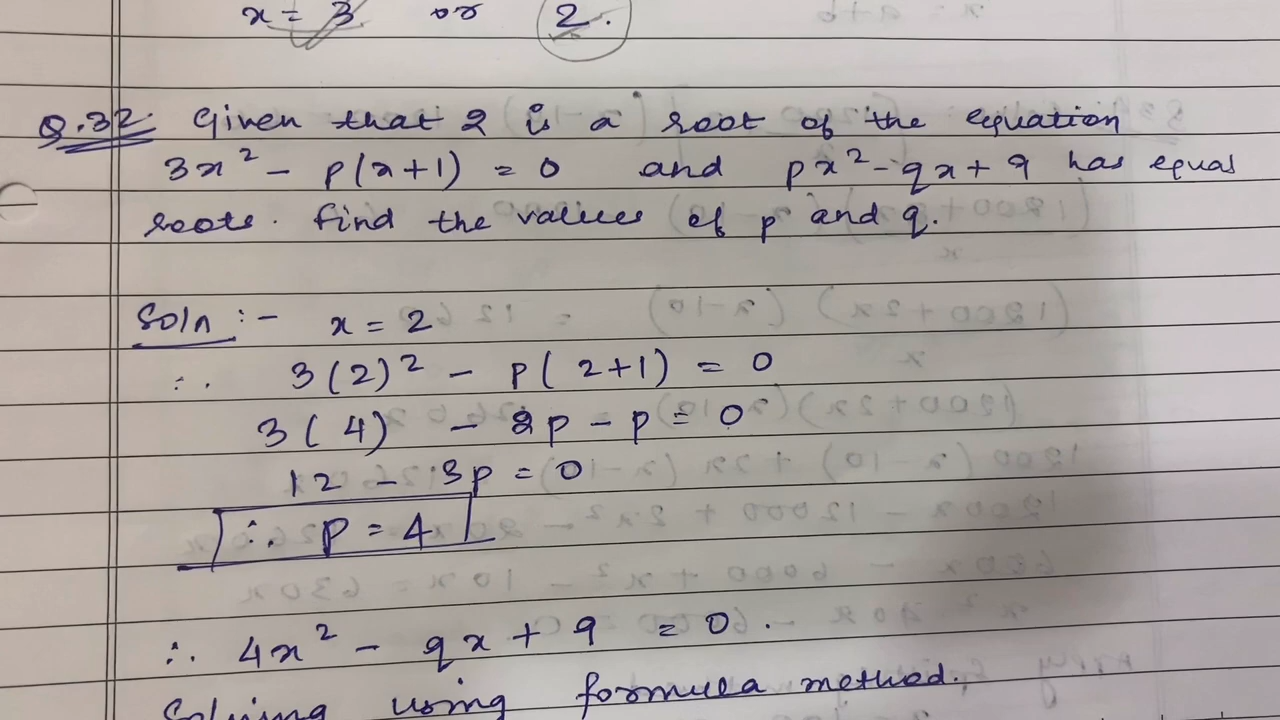 x = 3 or 2.
Q.32. Given that 2 is a root of the equation
3x² - p(x+1) = 0 and px² - qx + 9 has equal
roots. find the values of p and q.
Soln :- x = 2
∴ 3(2)² - p(2+1) = 0
3(4) - 2p - p = 0
12 - 3p = 0
∴ p = 4
∴ 4x² - qx + 9 = 0.
Solving using formula method.